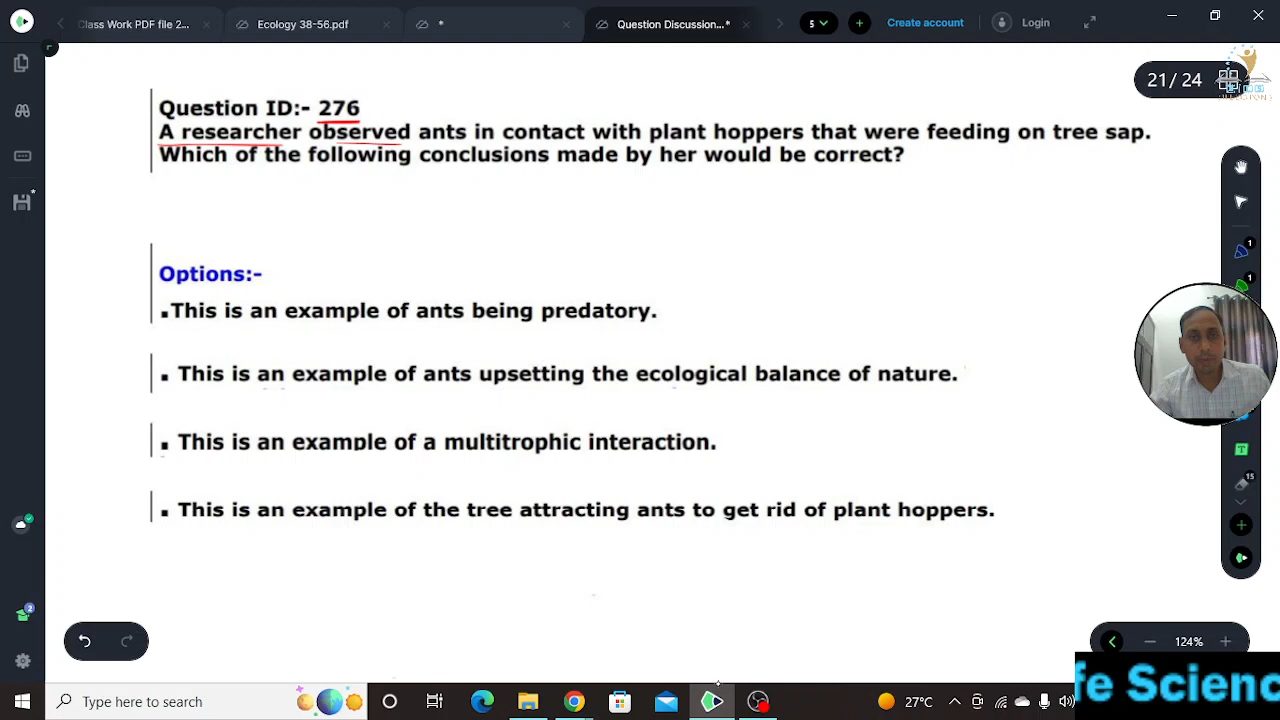 Class Work PDF file 2...
Ecology 38-56.pdf
*
Question Discussion...*
5
Create account
Login
21 / 24
Question ID:- 276
A researcher observed ants in contact with plant hoppers that were feeding on tree sap.
Which of the following conclusions made by her would be correct?
Options:-
.This is an example of ants being predatory.
. This is an example of ants upsetting the ecological balance of nature.
. This is an example of a multitrophic interaction.
. This is an example of the tree attracting ants to get rid of plant hoppers.
1
1
15
2
124%
fe Scienc
Type here to search
27°C